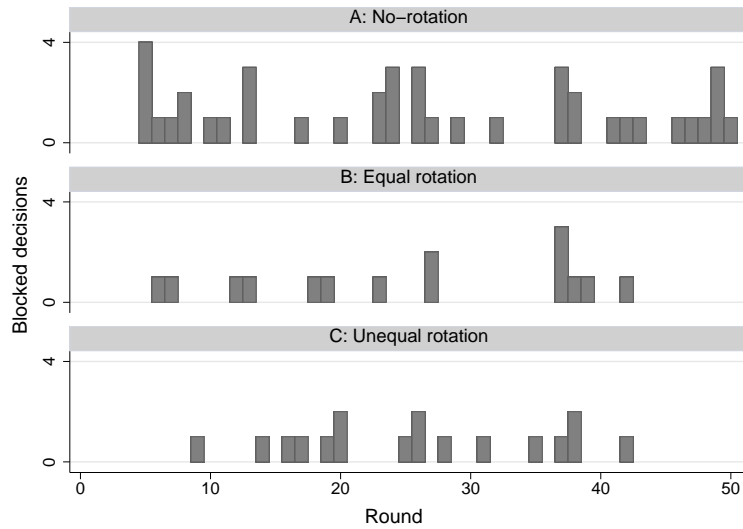 A: No−rotation
4
0
B: Equal rotation
4
0
C: Unequal rotation
4
0
0 10 20 30 40 50
Round
Blocked decisions